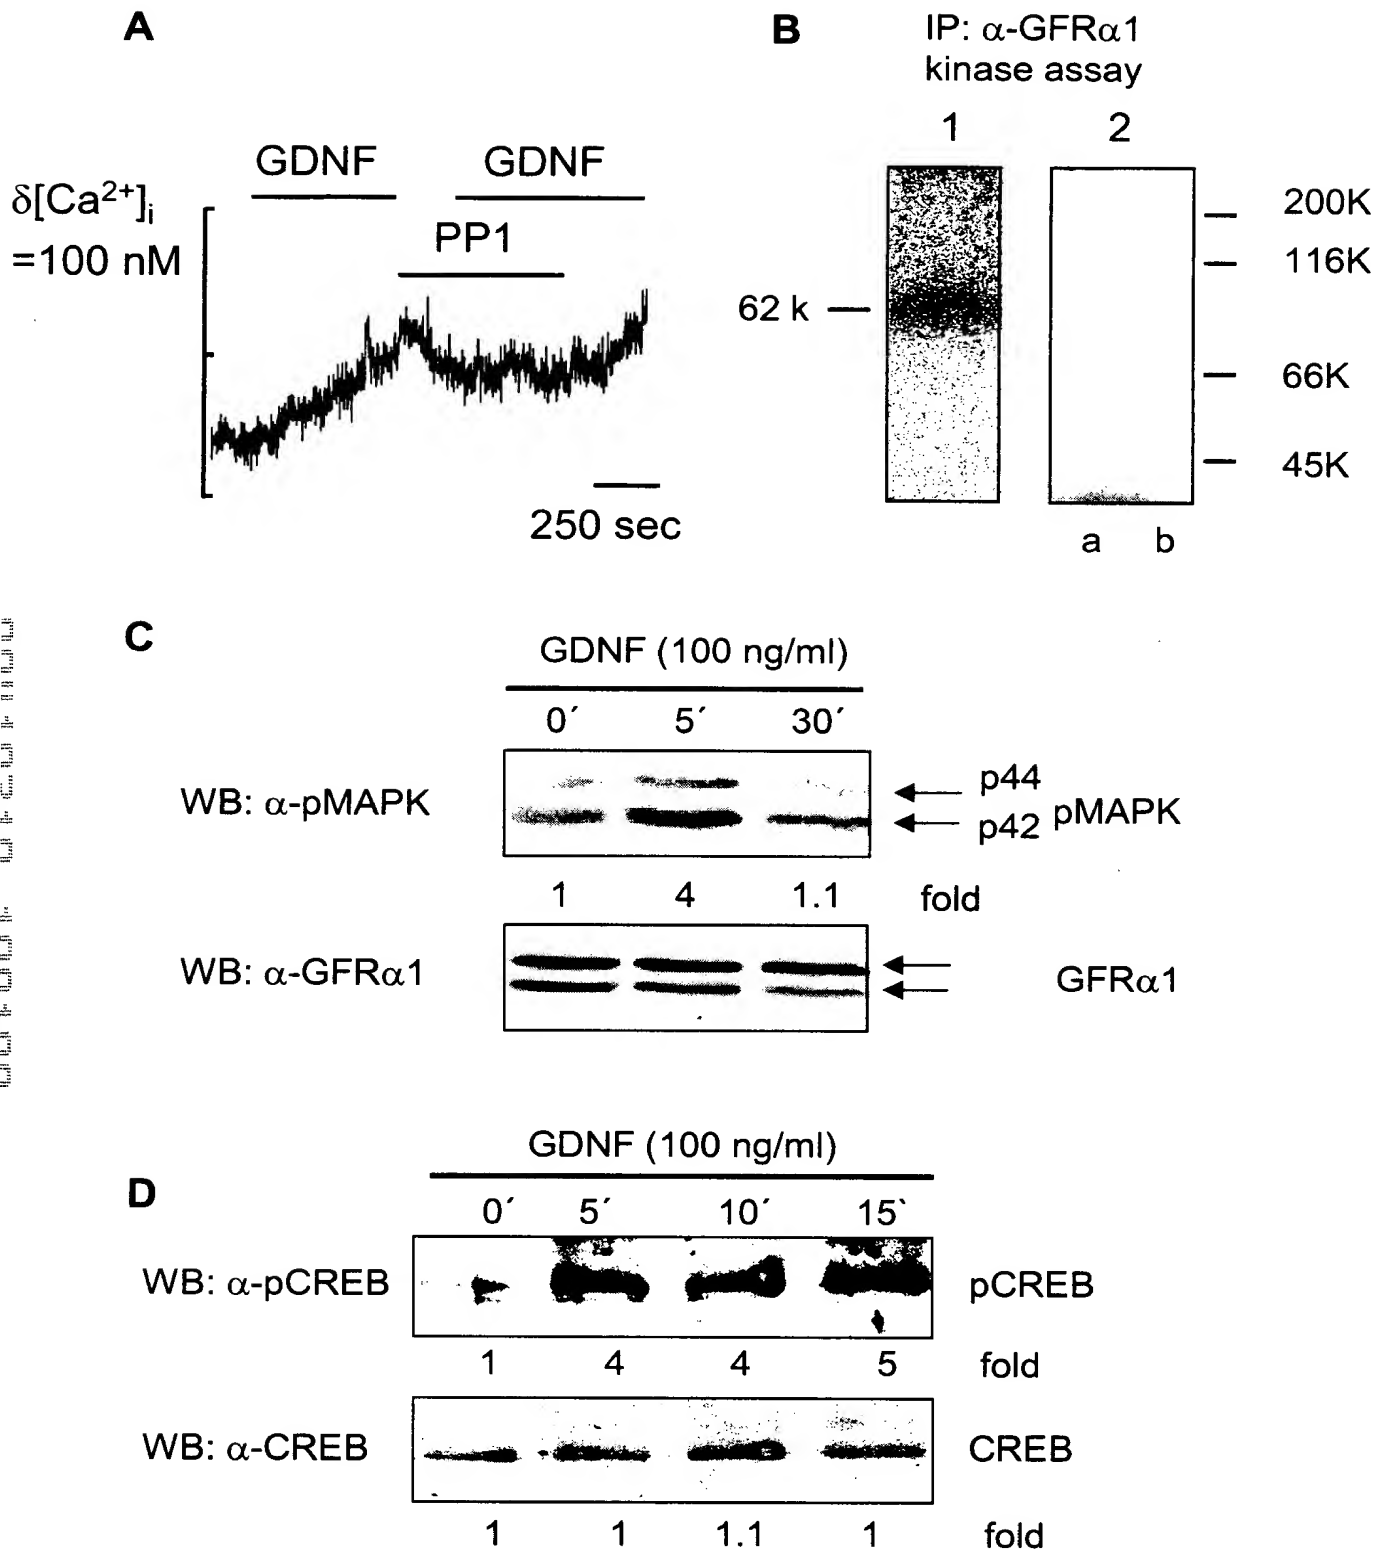 A
GDNF GDNF
δ[Ca²⁺]ᵢ
=100 nM
PP1
250 sec
B
IP: α-GFRα1
kinase assay
1 2
200K
116K
62 k
66K
45K
a b
C
GDNF (100 ng/ml)
0´ 5´ 30´
WB: α-pMAPK
p44
p42
pMAPK
1 4 1.1 fold
WB: α-GFRα1
GFRα1
D
GDNF (100 ng/ml)
0´ 5´ 10´ 15`
WB: α-pCREB
pCREB
1 4 4 5 fold
WB: α-CREB
CREB
1 1 1.1 1 fold